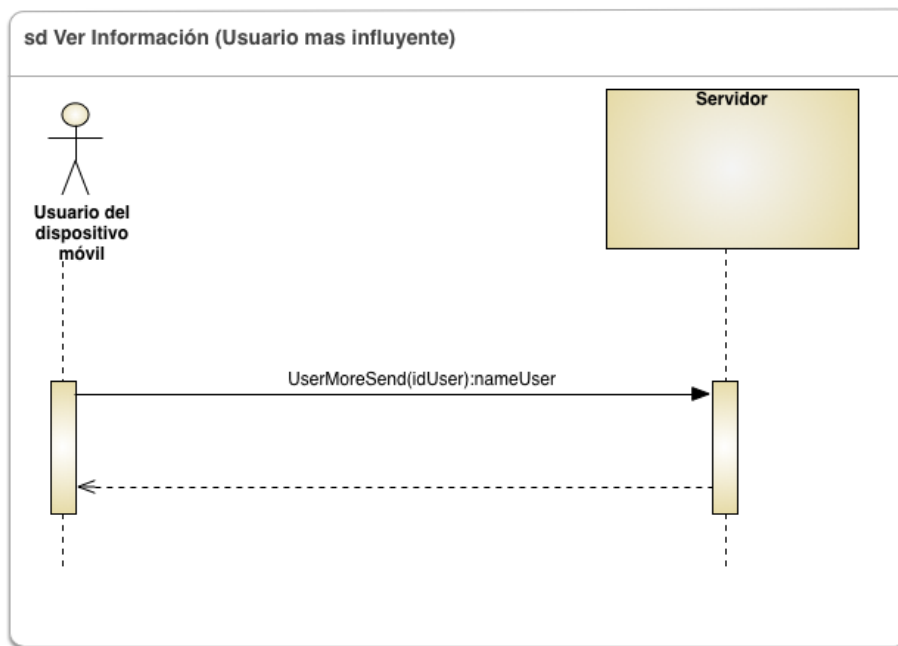 sd Ver Información (Usuario mas influyente)
Servidor
Usuario del
dispositivo
móvil
UserMoreSend(idUser):nameUser